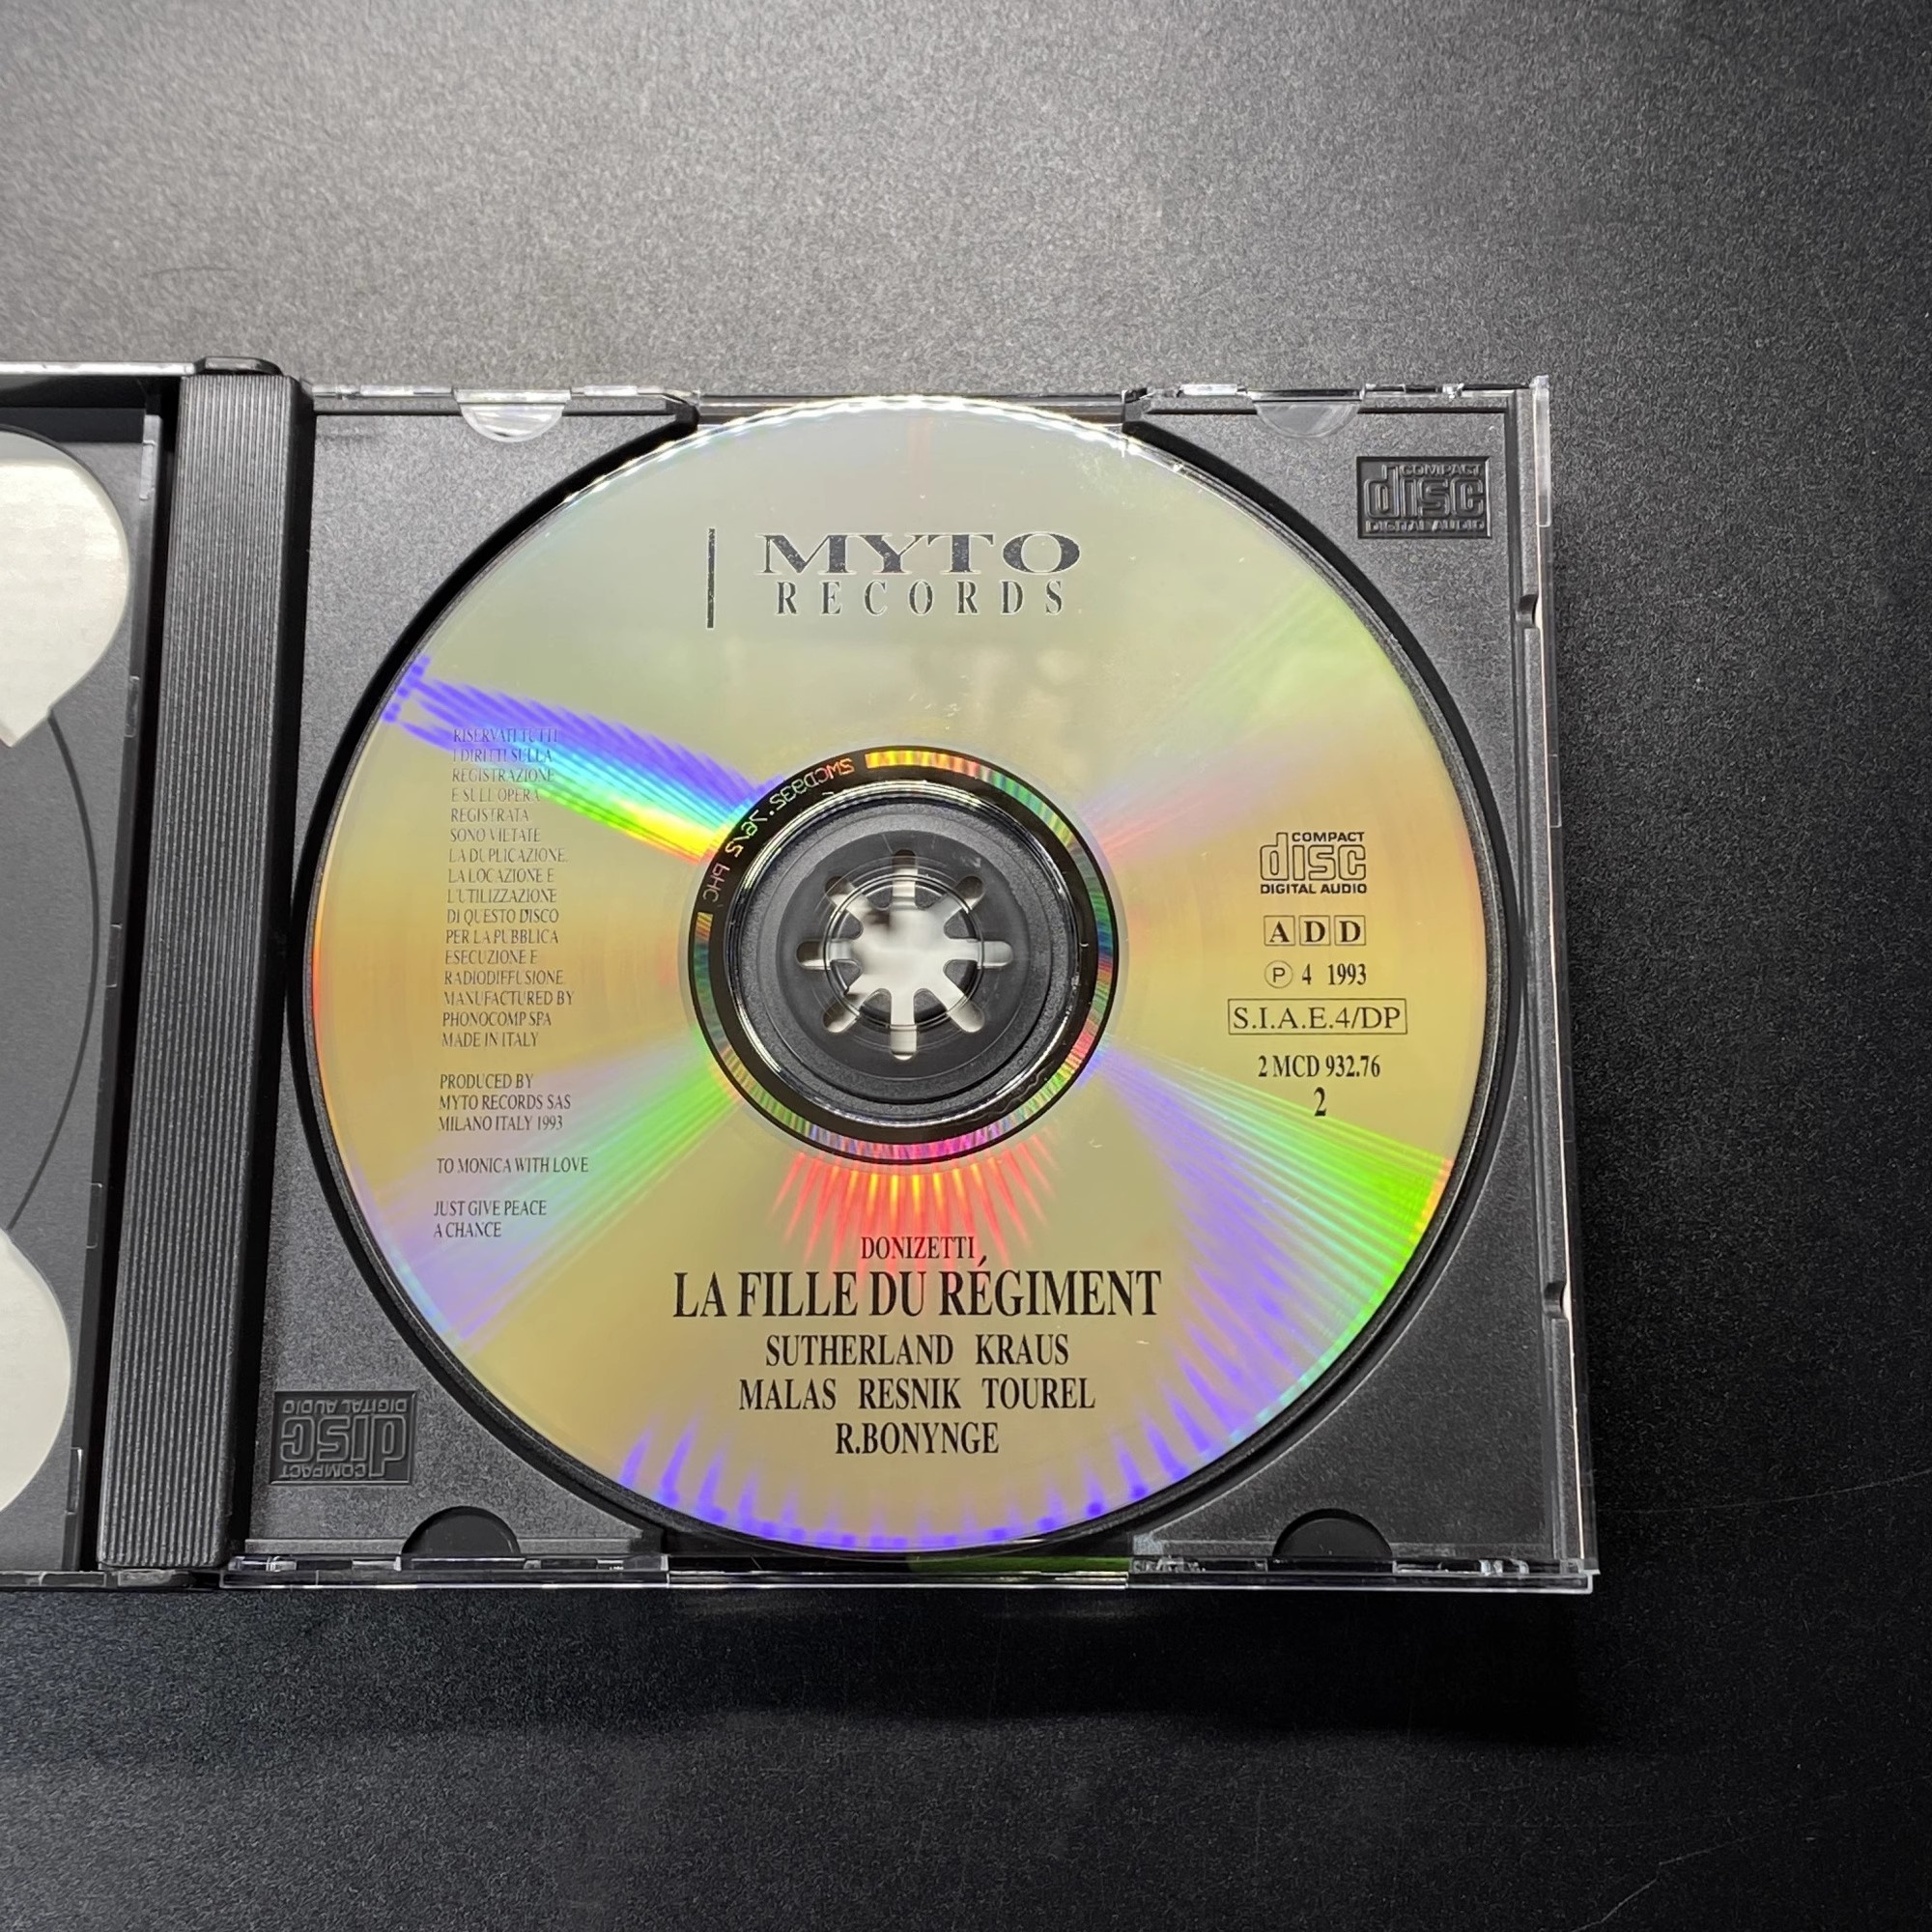 MYTO
RECORDS
RISERVATI TUTTI
I DIRITTI SULLA
REGISTRAZIONE
E SULL'OPERA
REGISTRATA
SONO VIETATE
LA DUPLICAZIONE,
LA LOCAZIONE E
L'UTILIZZAZIONE
DI QUESTO DISCO
PER LA PUBBLICA
ESECUZIONE E
RADIODIFFUSIONE
MANUFACTURED BY
PHONOCOMP SPA
MADE IN ITALY
PRODUCED BY
MYTO RECORDS SAS
MILANO ITALY 1993
TO MONICA WITH LOVE
JUST GIVE PEACE
A CHANCE
COMPACT
disc
DIGITAL AUDIO
A D D
Ⓟ 4 1993
S.I.A.E.4/DP
2 MCD 932.76
2
DONIZETTI
LA FILLE DU RÉGIMENT
SUTHERLAND KRAUS
MALAS RESNIK TOUREL
R.BONYNGE
COMPACT
disc
DIGITAL AUDIO
COMPACT
disc
DIGITAL AUDIO